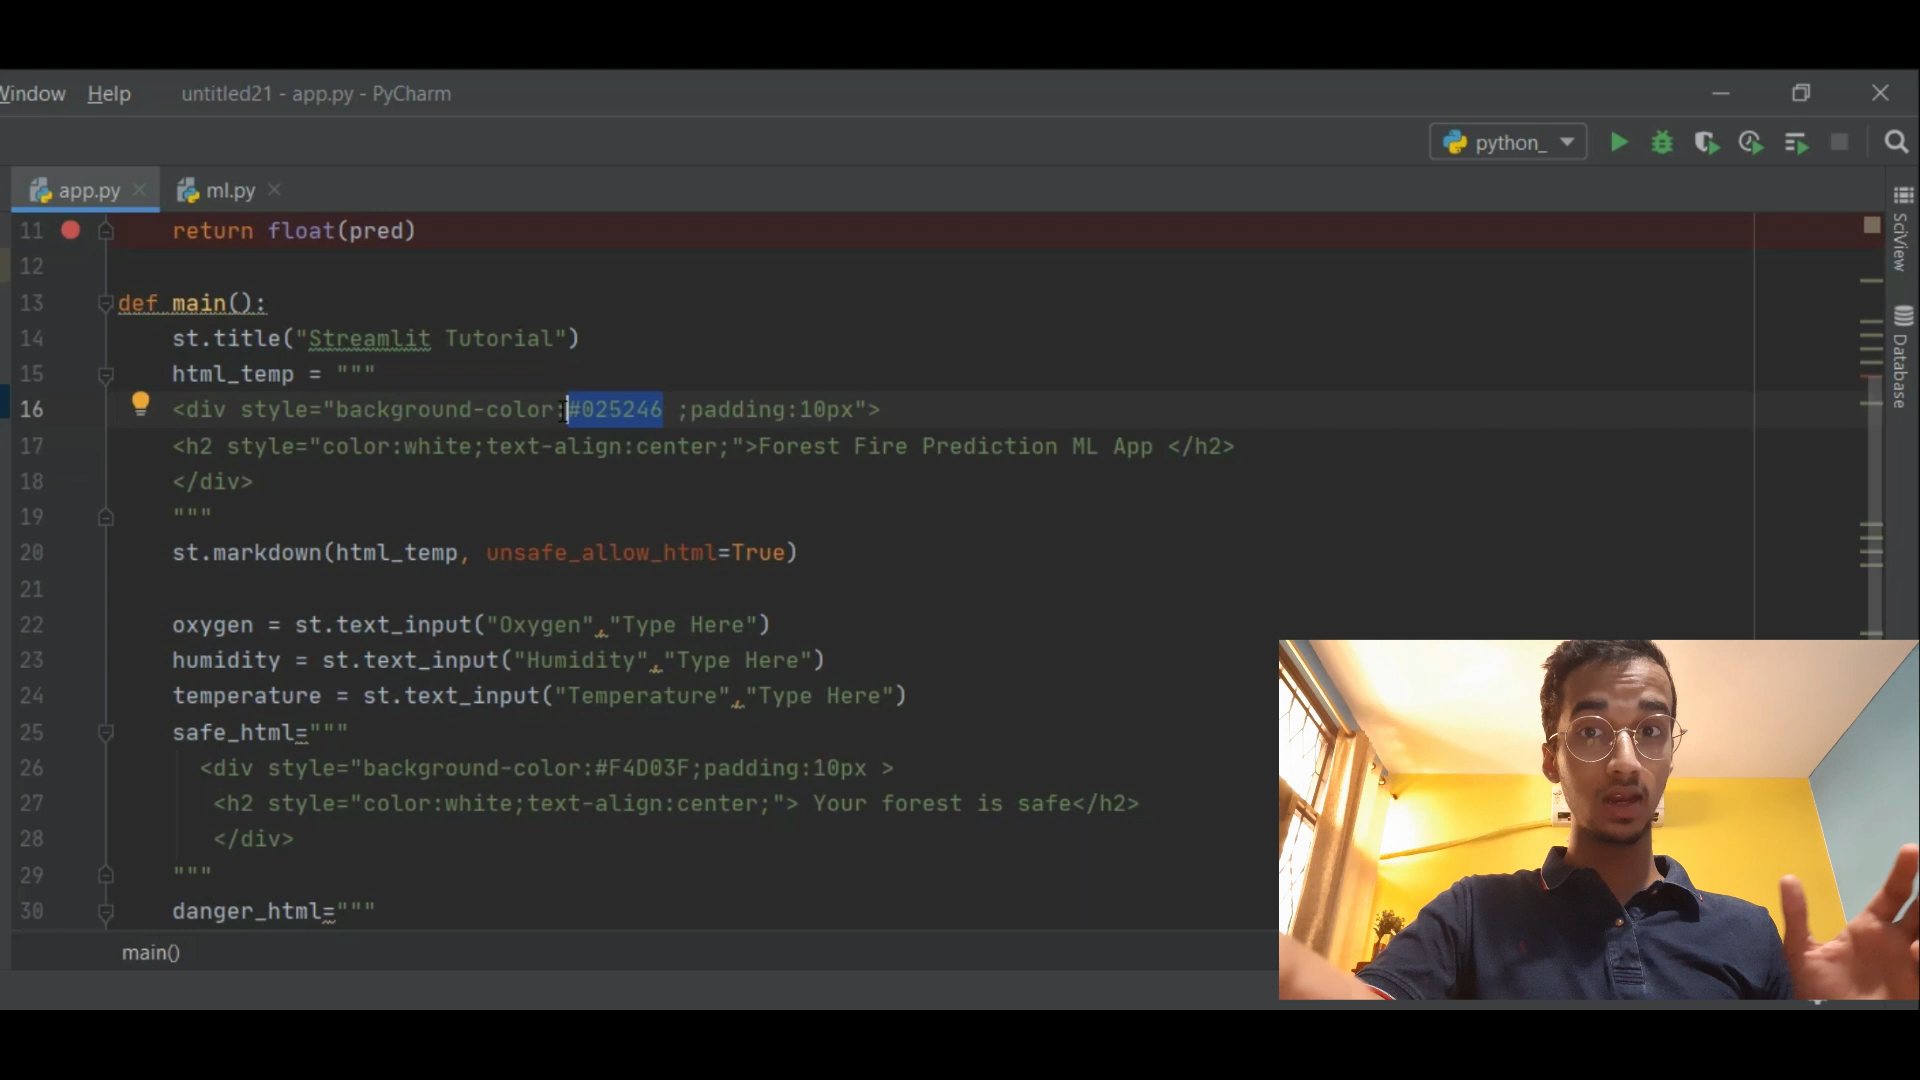 Window Help untitled21 - app.py - PyCharm
python_
app.py ml.py
11 return float(pred)
12
13 def main():
14 st.title("Streamlit Tutorial")
15 html_temp = """
16 <div style="background-color:#025246 ;padding:10px">
17 <h2 style="color:white;text-align:center;">Forest Fire Prediction ML App </h2>
18 </div>
19 """
20 st.markdown(html_temp, unsafe_allow_html=True)
21
22 oxygen = st.text_input("Oxygen","Type Here")
23 humidity = st.text_input("Humidity","Type Here")
24 temperature = st.text_input("Temperature","Type Here")
25 safe_html="""
26 <div style="background-color:#F4D03F;padding:10px >
27 <h2 style="color:white;text-align:center;"> Your forest is safe</h2>
28 </div>
29 """
30 danger_html="""
main()
SciView
Database